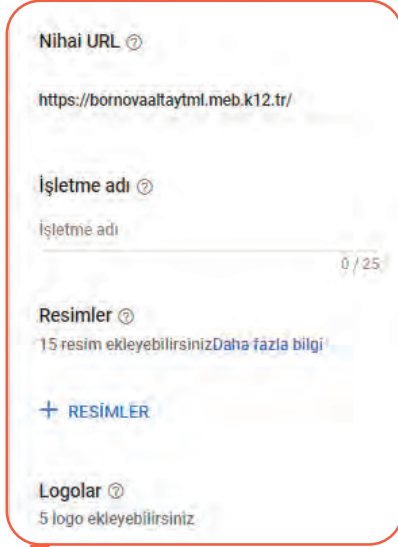 Nihai URL
https://bornovaaltaytml.meb.k12.tr/
İşletme adı
İşletme adı
0 / 25
Resimler
15 resim ekleyebilirsinizDaha fazla bilgi
+ RESİMLER
Logolar
5 logo ekleyebilirsiniz